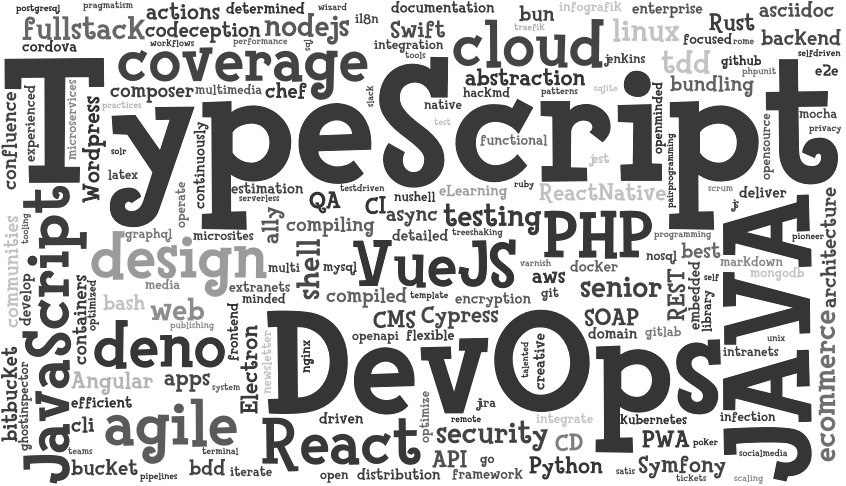 postgresql
pragmatism
actions
determined
wizard
il8n
documentation
bun
infografik
enterprise
asciidoc
fullstack
codeception
nodejs
Swift
traefik
linux
Rust
cordova
workflows
performance
sql
integration
tools
cloud
focused
rome
backend
coverage
jenkins
tdd
github
selfdriven
phpunit
e2e
composer
multimedia
chef
slack
abstraction
hackmd
patterns
sqlite
bundling
confluence
experienced
microservices
Wordpress
practices
TypeScript
native
openminded
opensource
mocha
privacy
test
functional
jest
pairprogramming
solr
latex
continuously
operate
estimation
serverless
testdriven
nushell
eLearning
ruby
ReactNative
scrum
deliver
js
QA
CI
async
testing
PHP
programming
pioneer
communities
tooling
JavaScript
graphql
microsites
ally
compiling
detailed
treeshaking
nosql
best
markdown
mongodb
JAVA
architecture
design
multi
shell
mysql
VueJS
varnish
aws
docker
git
senior
REST
embedded
self
library
develop
containers
optimized
media
extranets
minded
compiled
template
encryption
bash
web
publishing
frontend
CMS
Cypress
SOAP
domain
gitlab
unix
deno
Electron
newsletter
nginx
DevOps
openapi
flexible
talented
creative
intranets
ecommerce
bitbucket
ghostinspector
Angular
apps
system
efficient
cli
agile
driven
optimize
jra
remote
integrate
Kubernetes
infection
teams
terminal
React
security
CD
PWA
poker
socialmedia
bucket
pipelines
bdd
iterate
open
distribution
API
go
framework
Python
satis
Symfony
tickets
scaling